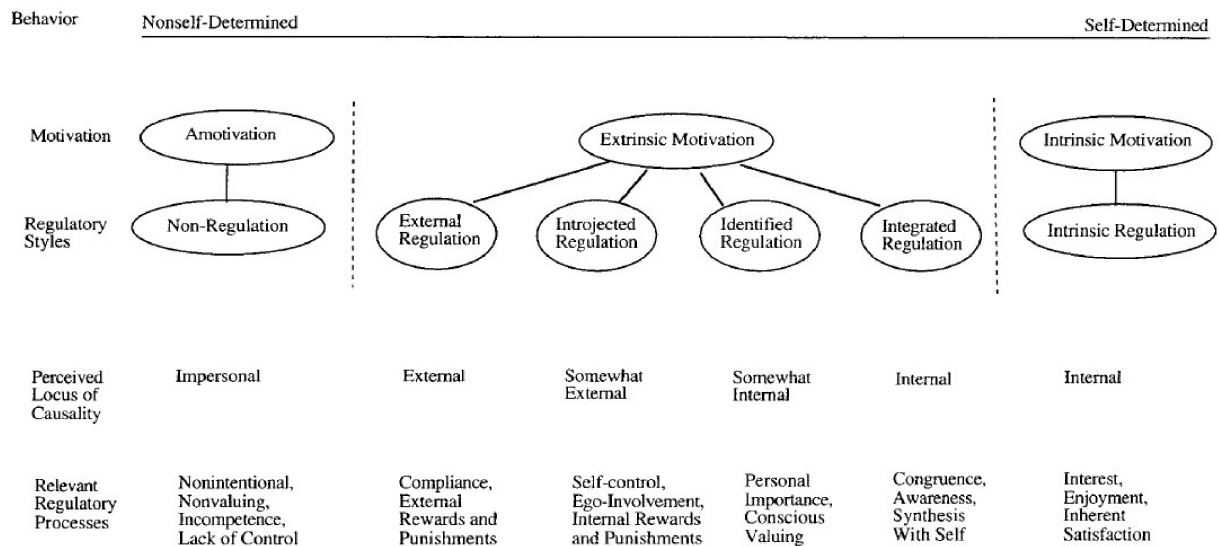 Behavior
Nonself-Determined
Self-Determined
Motivation
Amotivation
Extrinsic Motivation
Intrinsic Motivation
Regulatory
Styles
Non-Regulation
External
Regulation
Introjected
Regulation
Identified
Regulation
Integrated
Regulation
Intrinsic Regulation
Perceived
Locus of
Causality
Impersonal
External
Somewhat
External
Somewhat
Internal
Internal
Internal
Relevant
Regulatory
Processes
Nonintentional,
Nonvaluing,
Incompetence,
Lack of Control
Compliance,
External
Rewards and
Punishments
Self-control,
Ego-Involvement,
Internal Rewards
and Punishments
Personal
Importance,
Conscious
Valuing
Congruence,
Awareness,
Synthesis
With Self
Interest,
Enjoyment,
Inherent
Satisfaction